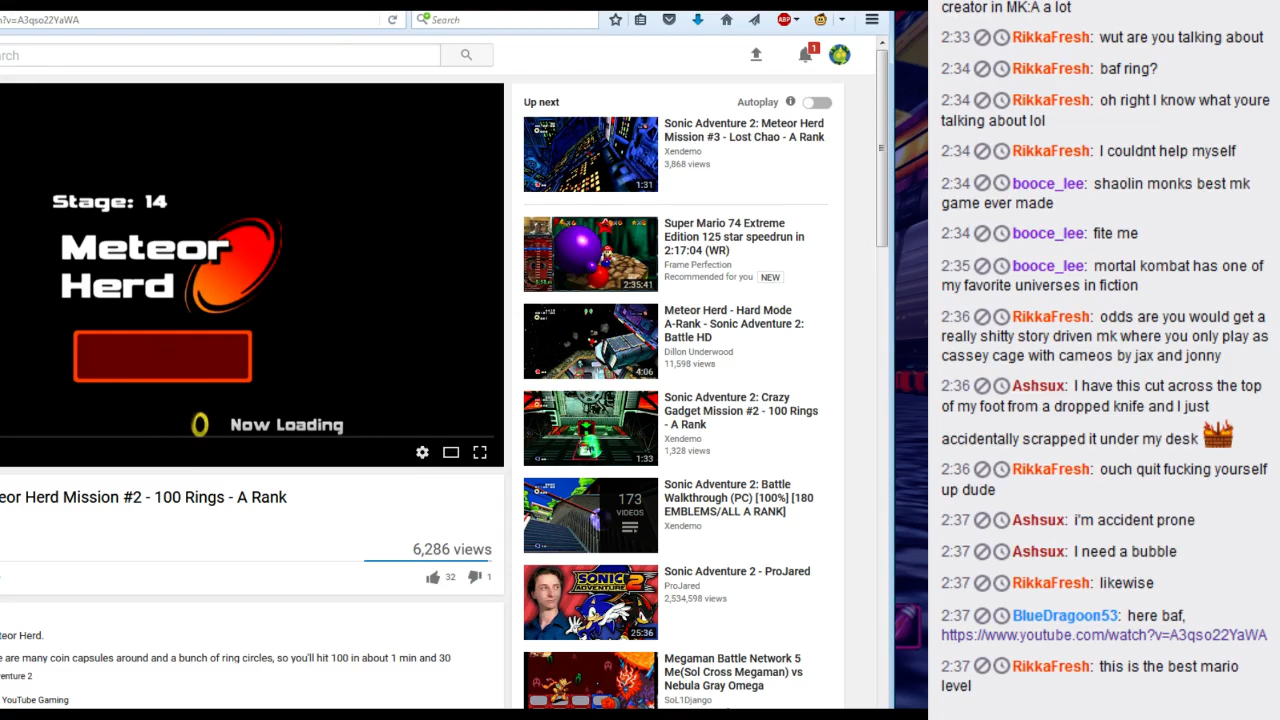 h?v=A3qso22YaWA
Search
rch
1
Stage: 14
Meteor
Herd
Now Loading
eor Herd Mission #2 - 100 Rings - A Rank
6,286 views
32
1
teor Herd.
e are many coin capsules around and a bunch of ring circles, so you'll hit 100 in about 1 min and 30
venture 2
YouTube Gaming
Up next
Autoplay
Sonic Adventure 2: Meteor Herd
Mission #3 - Lost Chao - A Rank
Xendemo
3,868 views
1:31
Super Mario 74 Extreme
Edition 125 star speedrun in
2:17:04 (WR)
Frame Perfection
Recommended for you NEW
2:35:41
Meteor Herd - Hard Mode
A-Rank - Sonic Adventure 2:
Battle HD
Dillon Underwood
11,598 views
4:06
Sonic Adventure 2: Crazy
Gadget Mission #2 - 100 Rings
- A Rank
Xendemo
1,328 views
1:33
Sonic Adventure 2: Battle
Walkthrough (PC) [100%] [180
EMBLEMS/ALL A RANK]
Xendemo
173
VIDEOS
Sonic Adventure 2 - ProJared
ProJared
2,534,598 views
SONIC
ADVENTURE 2
25:36
Megaman Battle Network 5
Me(Sol Cross Megaman) vs
Nebula Gray Omega
SoL1Django
ABP
creator in MK:A a lot
2:33 RikkaFresh: wut are you talking about
2:34 RikkaFresh: baf ring?
2:34 RikkaFresh: oh right I know what youre
talking about lol
2:34 RikkaFresh: I couldnt help myself
2:34 booce_lee: shaolin monks best mk
game ever made
2:34 booce_lee: fite me
2:36 booce_lee: moral kombat has one of
my favorite universes in fiction
2:36 RikkaFresh: odds are you would get a
really shitty story driven mk where you only play as
cassey cage with cameos by jax and jonny
2:36 Ashsux: I have this cut across the top
of my foot from a dropped knife and I just
accidentally scrapped it under my desk
2:36 RikkaFresh: ouch quit fucking yourself
up dude
2:37 Ashsux: i'm accident prone
2:37 Ashsux: I need a bubble
2:37 RikkaFresh: likewise
2:37 BlueDragoon53: here baf,
https://www.youtube.com/watch?v=A3qso22YaWA
2:37 RikkaFresh: this is the best mario
level